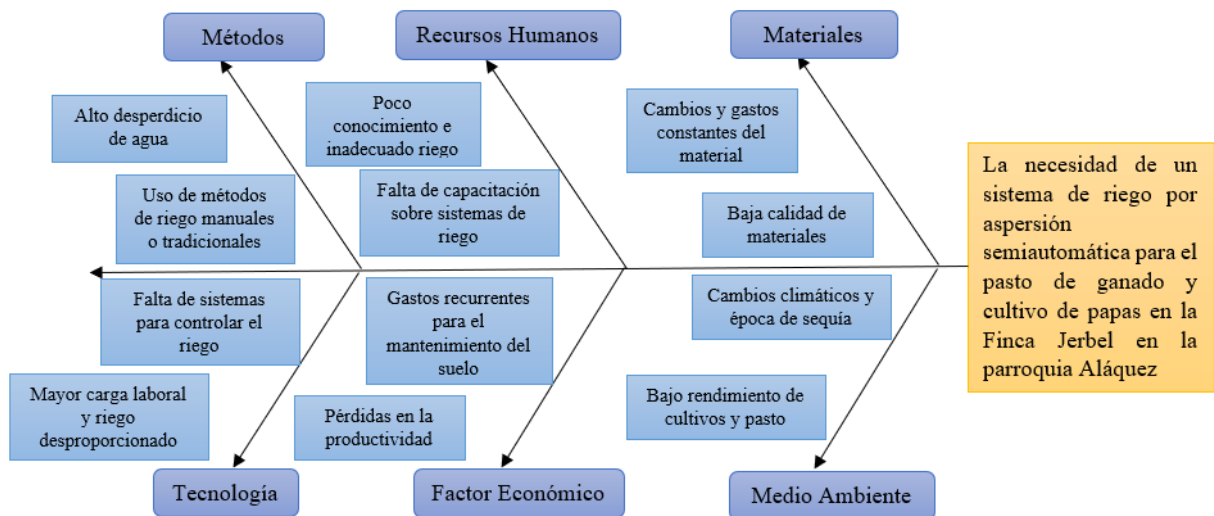 Métodos
Recursos Humanos
Materiales
Alto desperdicio
de agua
Poco
conocimiento e
inadecuado riego
Cambios y gastos
constantes del
material
Uso de métodos
de riego manuales
o tradicionales
Falta de capacitación
sobre sistemas de
riego
Baja calidad de
materiales
La necesidad de un
sistema de riego por
aspersión
semiautomática para el
pasto de ganado y
cultivo de papas en la
Finca Jerbel en la
parroquia Aláquez
Falta de sistemas
para controlar el
riego
Gastos recurrentes
para el
mantenimiento del
suelo
Cambios climáticos y
época de sequía
Mayor carga laboral
y riego
desproporcionado
Pérdidas en la
productividad
Bajo rendimiento de
cultivos y pasto
Tecnología
Factor Económico
Medio Ambiente